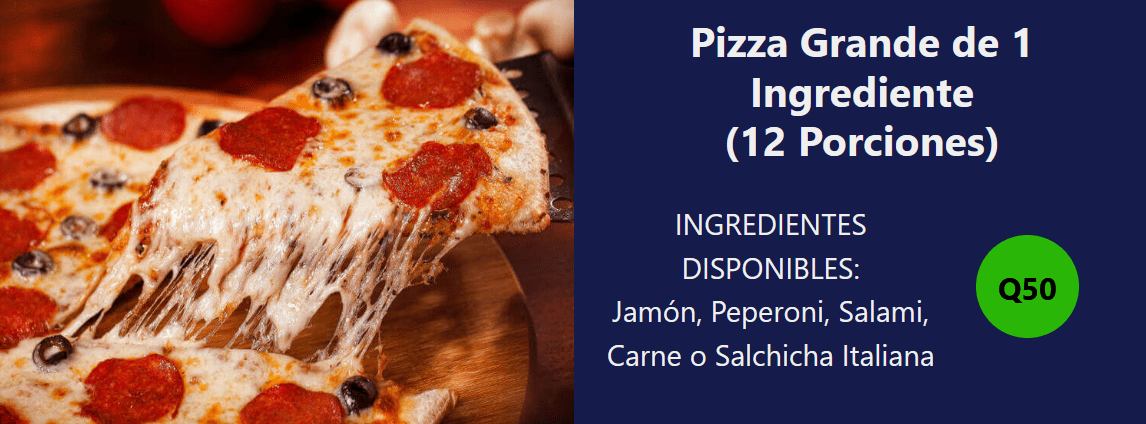 Pizza Grande de 1
Ingrediente
(12 Porciones)
INGREDIENTES
DISPONIBLES:
Jamón, Peperoni, Salami,
Carne o Salchicha Italiana
Q50